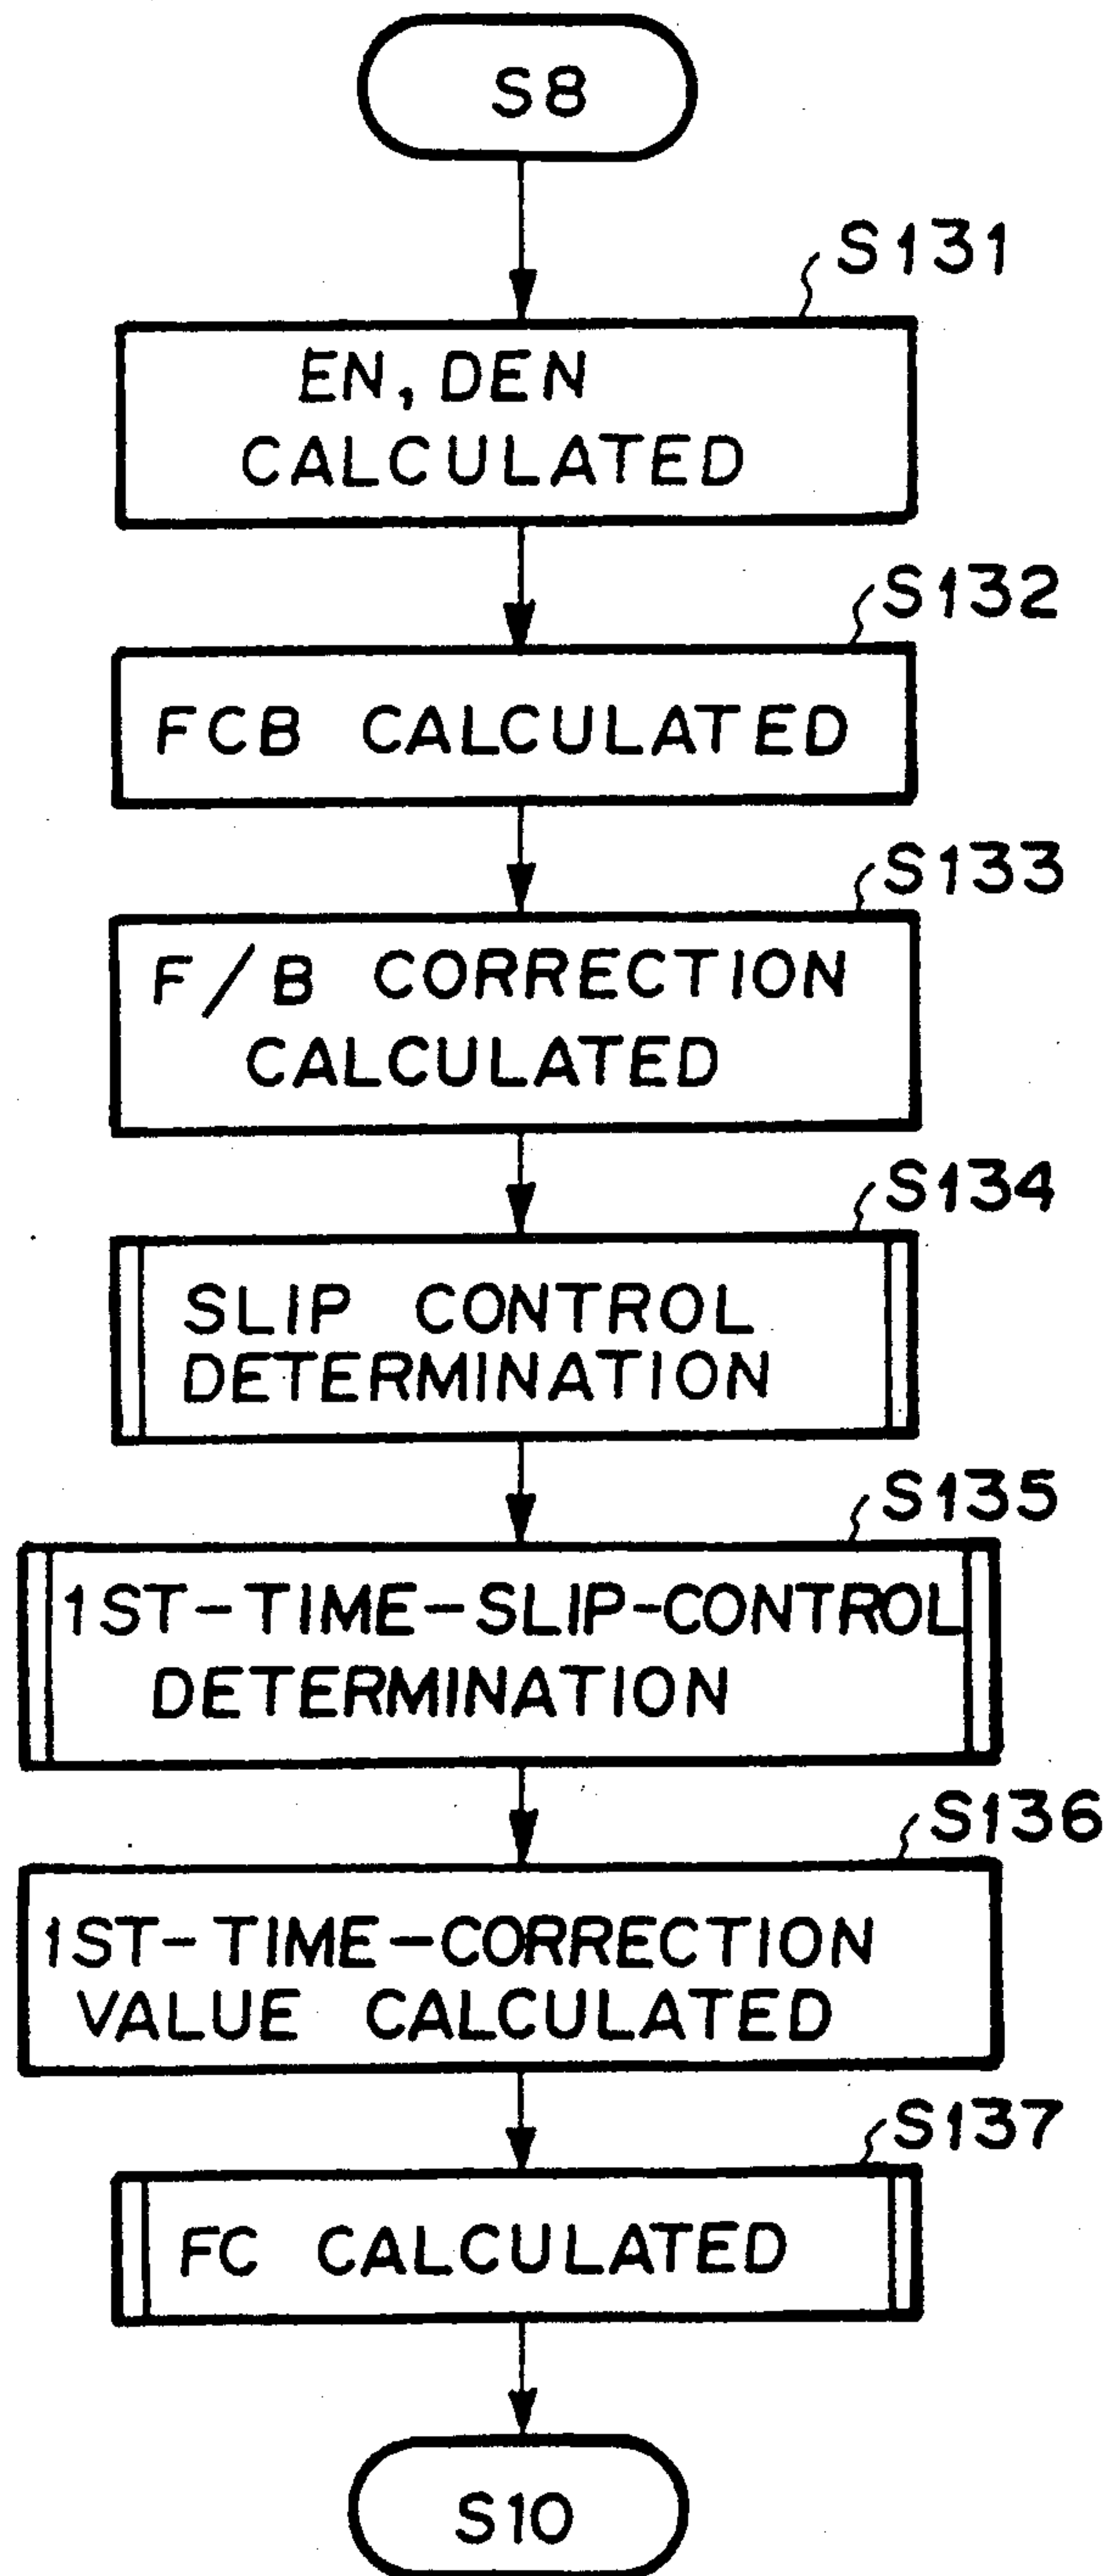 S8
S131
EN, DEN
CALCULATED
S132
FCB CALCULATED
S133
F/B CORRECTION
CALCULATED
S134
SLIP CONTROL
DETERMINATION
S135
1ST-TIME-SLIP-CONTROL
DETERMINATION
S136
1ST-TIME-CORRECTION
VALUE CALCULATED
S137
FC CALCULATED
S10